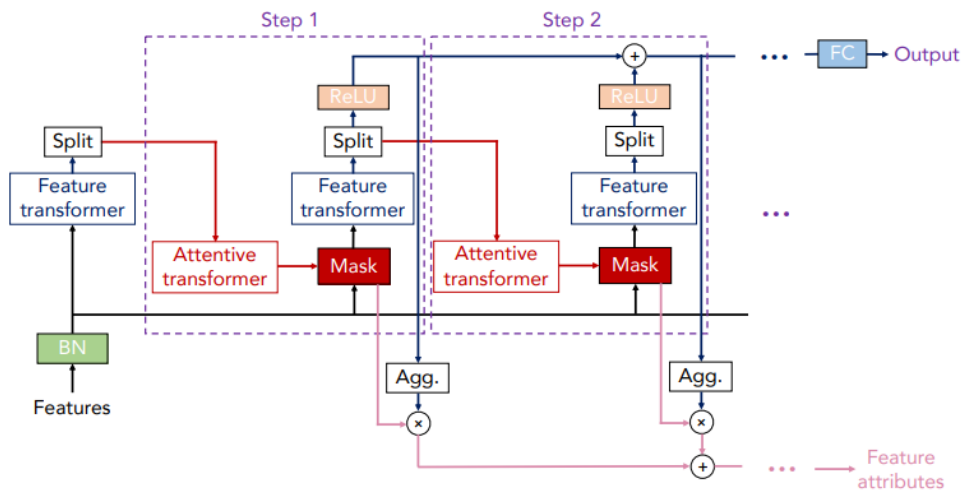 Step 1
Step 2
...
FC
Output
ReLU
ReLU
Split
Split
Split
Feature
transformer
Feature
transformer
Feature
transformer
...
Attentive
transformer
Mask
Attentive
transformer
Mask
BN
Agg.
Agg.
Features
...
Feature
attributes